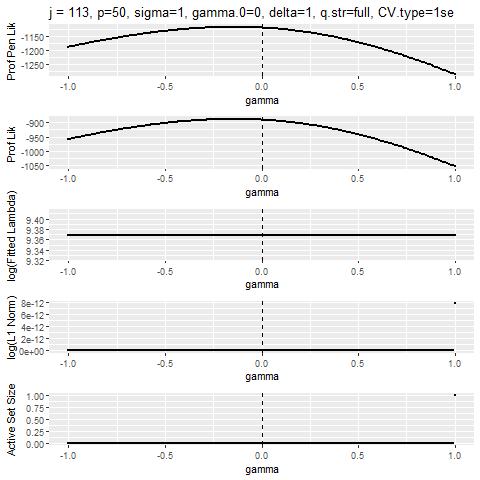 j = 113, p=50, sigma=1, gamma.0=0, delta=1, q.str=full, CV.type=1se
Prof Pen Lik
-1150
-1200
-1250
-1.0 -0.5 0.0 0.5 1.0
gamma
Prof Lik
-900
-950
-1000
-1050
-1.0 -0.5 0.0 0.5 1.0
gamma
log(Fitted Lambda)
9.40
9.38
9.36
9.34
9.32
-1.0 -0.5 0.0 0.5 1.0
gamma
log(L1 Norm)
8e-12
6e-12
4e-12
2e-12
0e+00
-1.0 -0.5 0.0 0.5 1.0
gamma
Active Set Size
1.00
0.75
0.50
0.25
0.00
-1.0 -0.5 0.0 0.5 1.0
gamma